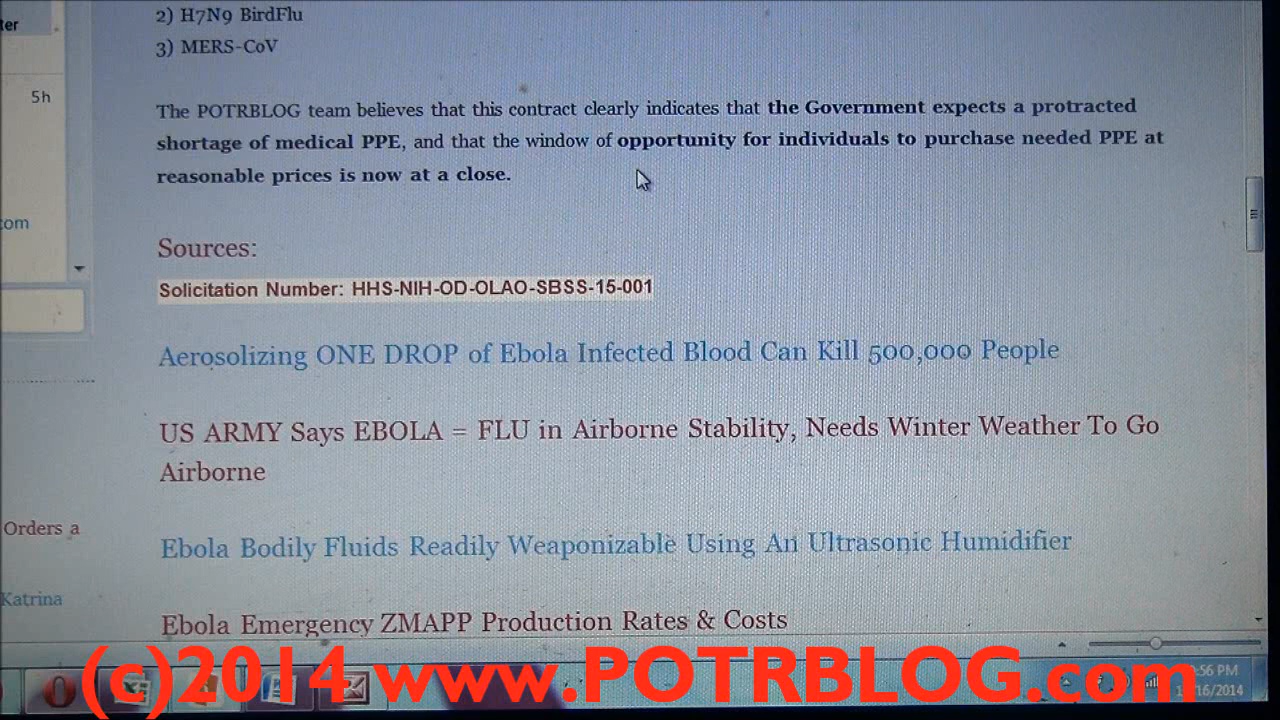 ter
2) H7N9 BirdFlu
3) MERS-CoV
5h
The POTRBLOG team believes that this contract clearly indicates that the Government expects a protracted
shortage of medical PPE, and that the window of opportunity for individuals to purchase needed PPE at
reasonable prices is now at a close.
com
Sources:
Solicitation Number: HHS-NIH-OD-OLAO-SBSS-15-001
Aerosolizing ONE DROP of Ebola Infected Blood Can Kill 500,000 People
US ARMY Says EBOLA = FLU in Airborne Stability, Needs Winter Weather To Go
Airborne
Orders a
Ebola Bodily Fluids Readily Weaponizable Using An Ultrasonic Humidifier
Katrina
Ebola Emergency ZMAPP Production Rates & Costs
(c)2014 www.POTRBLOG.com
:56 PM
16/2014